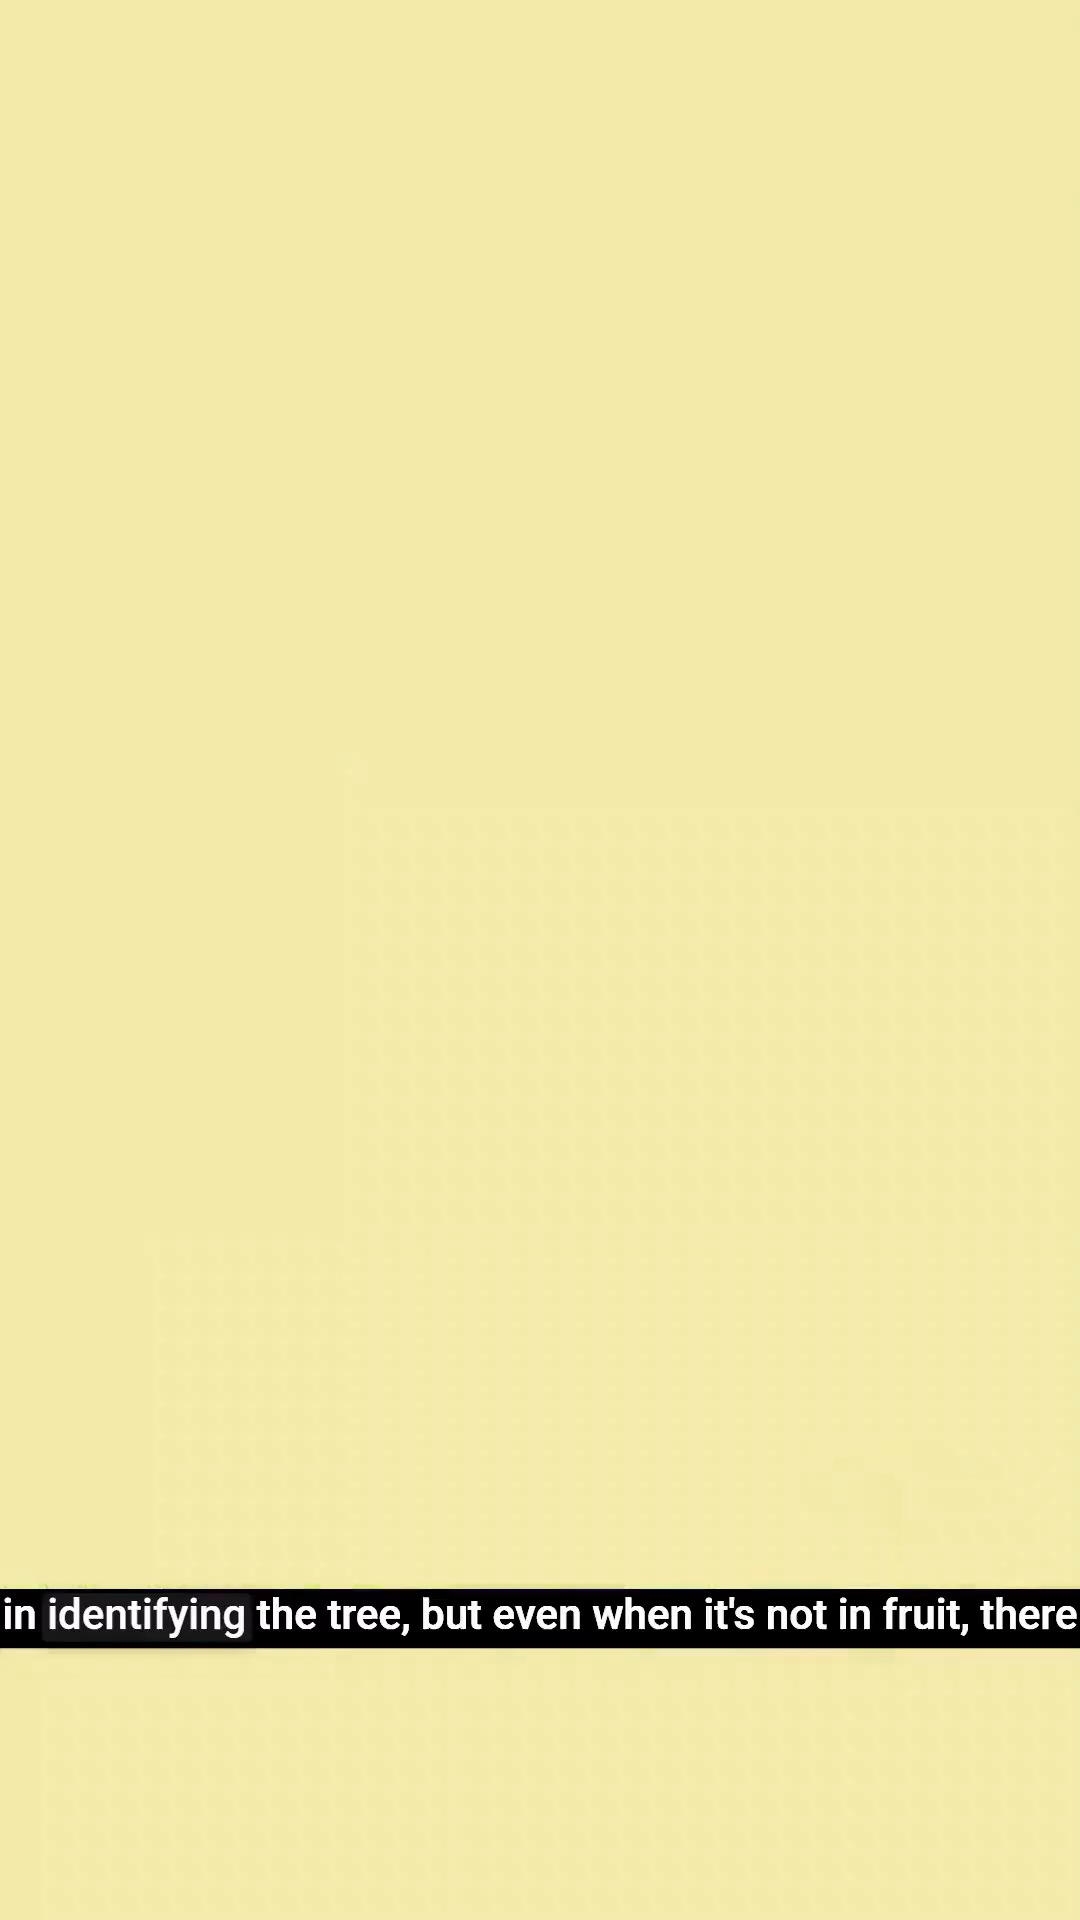 in identifying the tree, but even when it's not in fruit, there